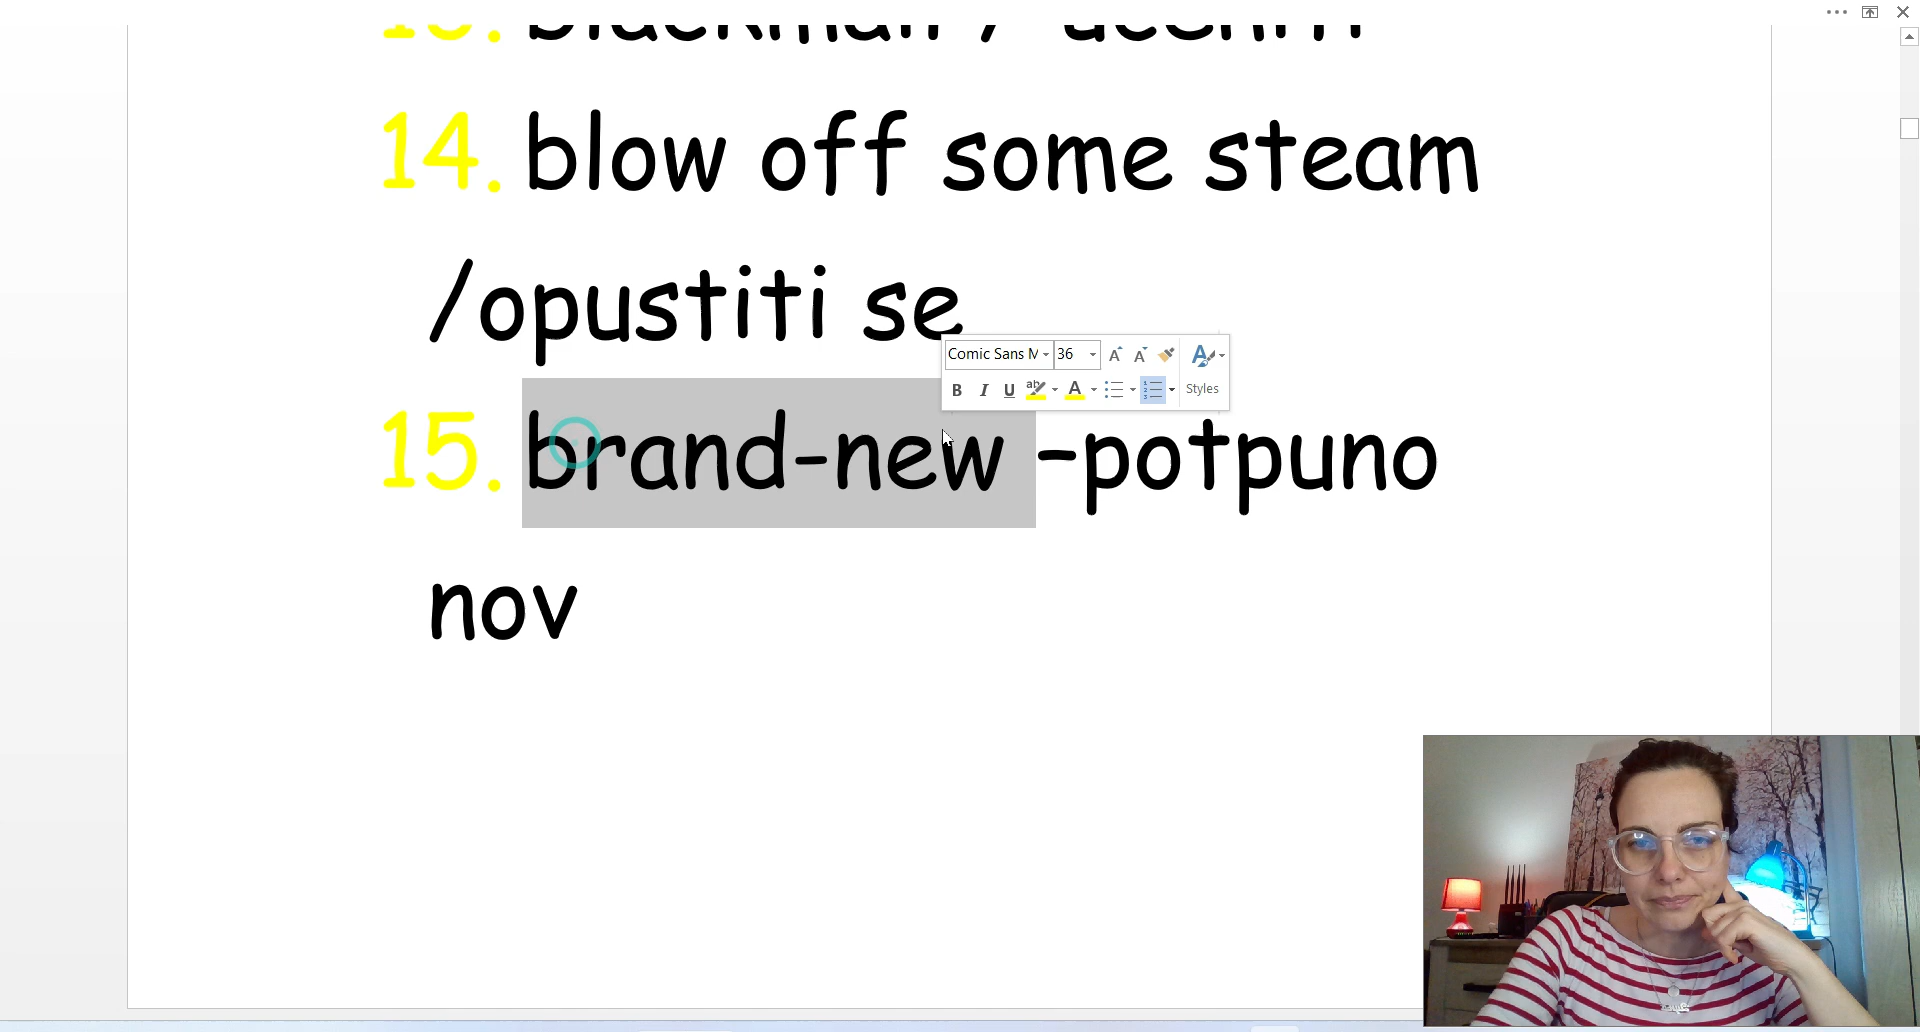 14. blow off some steam
/opustiti se
Comic Sans M 36
Styles
15. brand-new –potpuno
nov